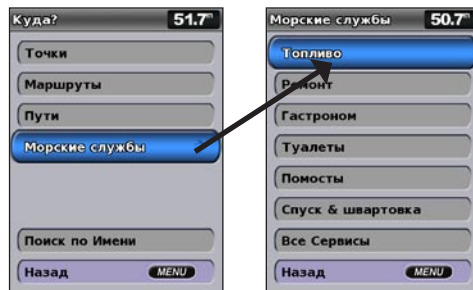 Куда?
51.7
Точки
Маршруты
Пути
Морские службы
Поиск по Имени
Назад
MENU
Морские службы
50.7
Топливо
Ремонт
Гастроном
Туалеты
Помосты
Спуск & швартовка
Все Сервисы
Назад
MENU